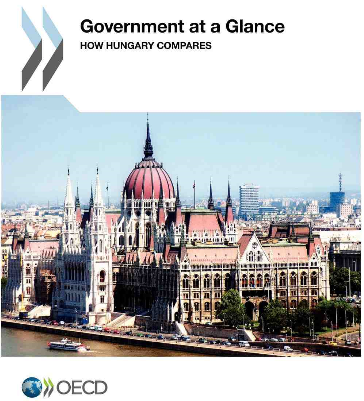 Government at a Glance
HOW HUNGARY COMPARES
OECD